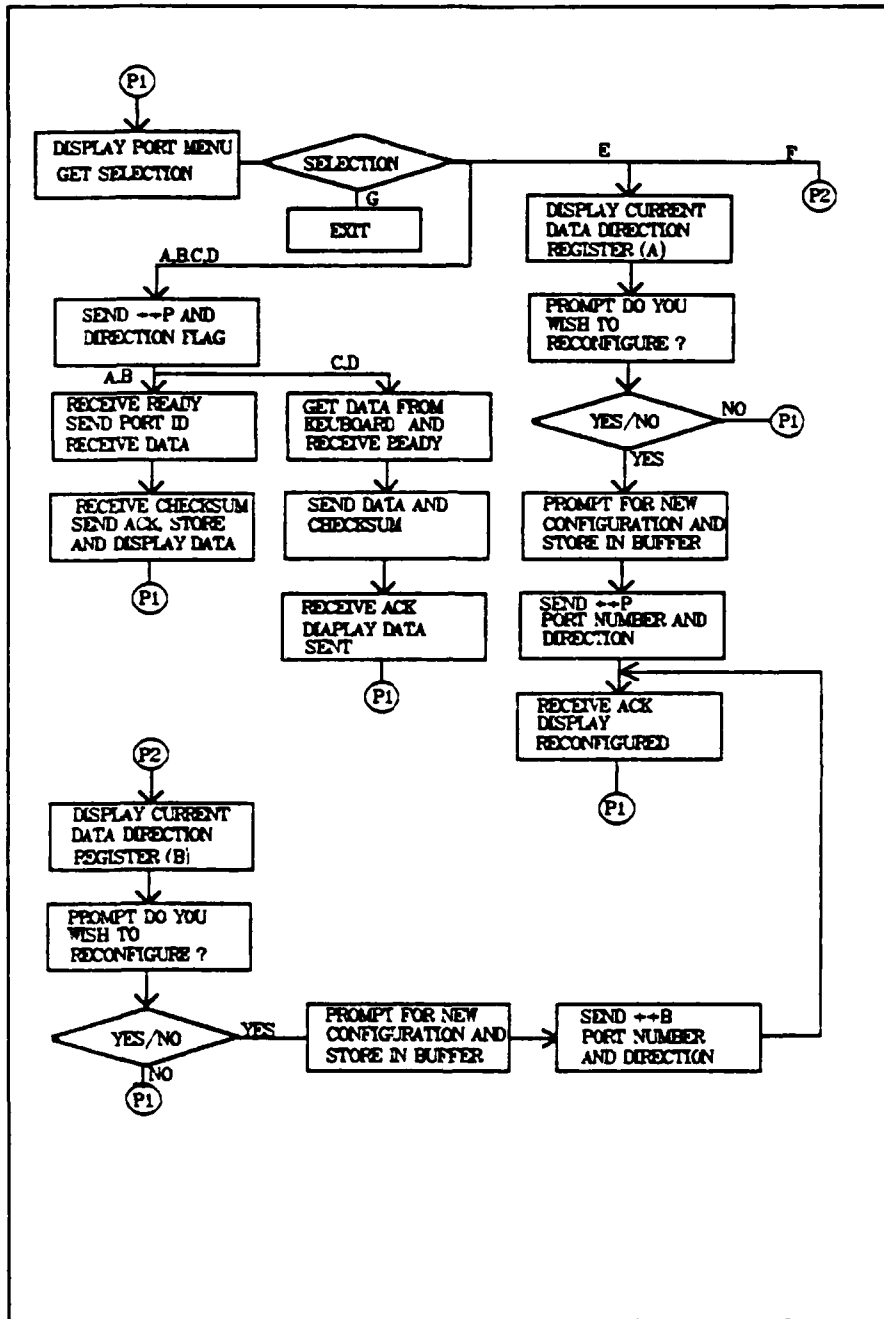 P1
DISPLAY PORT MENU
GET SELECTION
SELECTION
G
EXIT
E
F
P2
A,B,C,D
SEND ++P AND
DIRECTION FLAG
A,B
C,D
RECEIVE READY
SEND PORT ID
RECEIVE DATA
RECEIVE CHECKSUM
SEND ACK, STORE
AND DISPLAY DATA
P1
GET DATA FROM
KEUBOARD AND
RECEIVE READY
SEND DATA AND
CHECKSUM
RECEIVE ACK
DIAPLAY DATA
SENT
P1
DISPLAY CURRENT
DATA DIRECTION
REGISTER (A)
PROMPT DO YOU
WISH TO
RECONFIGURE ?
YES/NO
NO
P1
YES
PROMPT FOR NEW
CONFIGURATION AND
STORE IN BUFFER
SEND ++P
PORT NUMBER AND
DIRECTION
RECEIVE ACK
DISPLAY
RECONFIGURED
P1
P2
DISPLAY CURRENT
DATA DIRECTION
REGISTER (B)
PROMPT DO YOU
WISH TO
RECONFIGURE ?
YES/NO
YES
NO
P1
PROMPT FOR NEW
CONFIGURATION AND
STORE IN BUFFER
SEND ++B
PORT NUMBER
AND DIRECTION